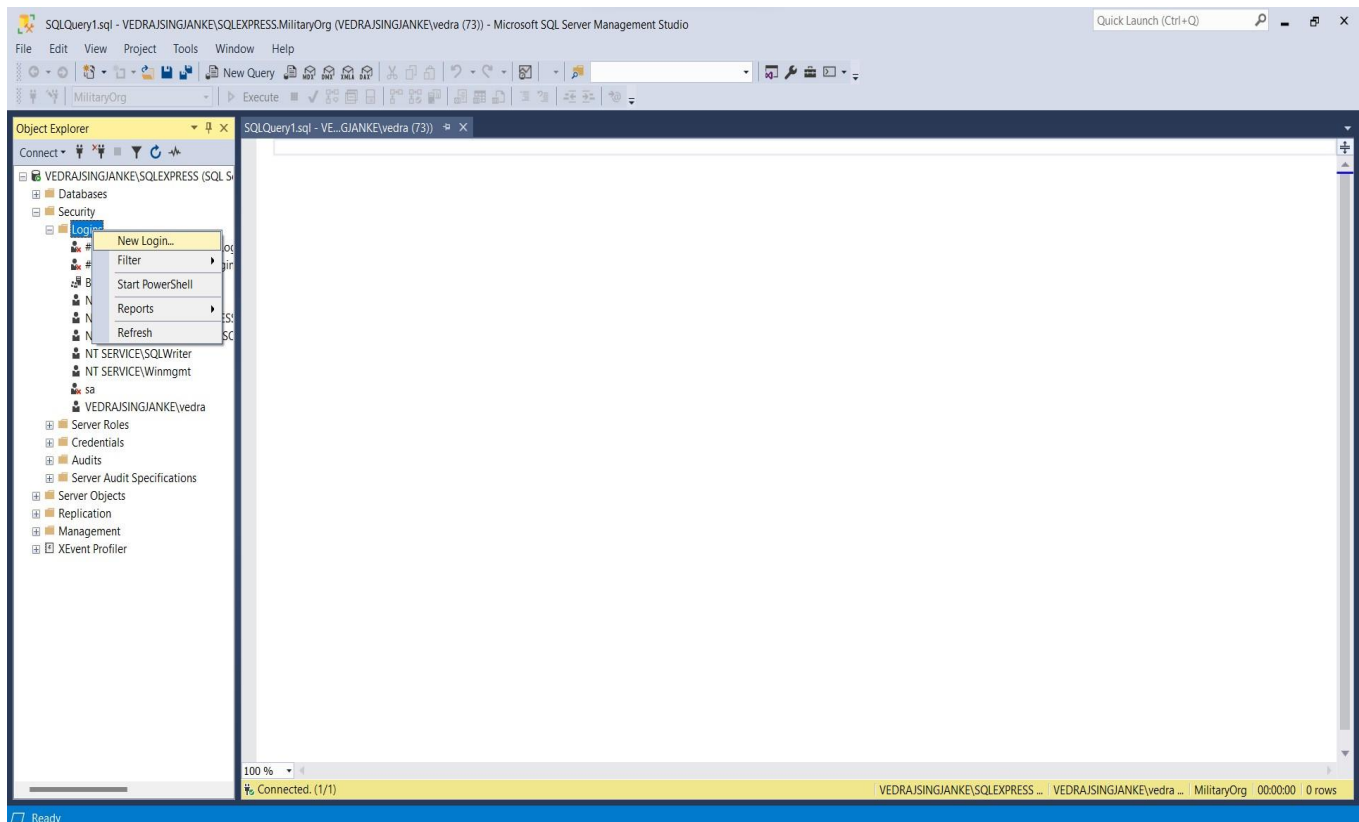 SQLQuery1.sql - VEDRAJSINGJANKE\SQLEXPRESS.MilitaryOrg (VEDRAJSINGJANKE\vedra (73)) - Microsoft SQL Server Management Studio
Quick Launch (Ctrl+Q)
File Edit View Project Tools Window Help
New Query MDX DMX XMLA DAX
MilitaryOrg Execute
Object Explorer
SQLQuery1.sql - VE...GJANKE\vedra (73))
Connect
VEDRAJSINGJANKE\SQLEXPRESS (SQL S
Databases
Security
Logins
New Login...
Filter
Start PowerShell
Reports
Refresh
NT SERVICE\SQLWriter
NT SERVICE\Winmgmt
sa
VEDRAJSINGJANKE\vedra
Server Roles
Credentials
Audits
Server Audit Specifications
Server Objects
Replication
Management
XEvent Profiler
100 %
Connected. (1/1)
VEDRAJSINGJANKE\SQLEXPRESS ... VEDRAJSINGJANKE\vedra ... MilitaryOrg 00:00:00 0 rows
Ready